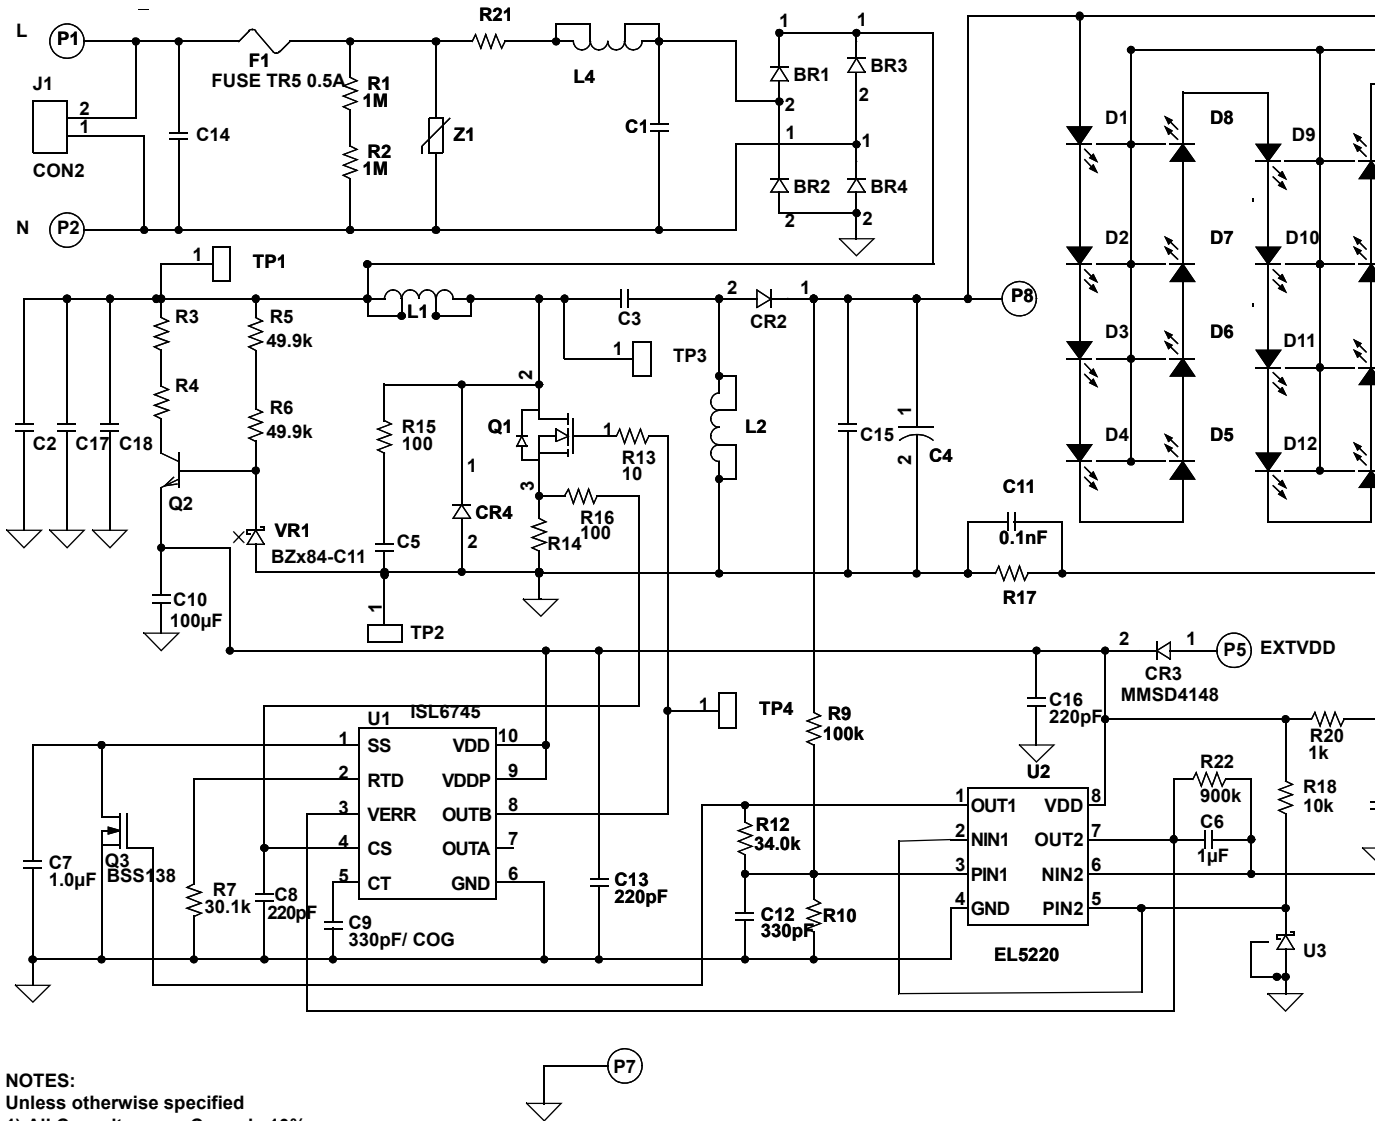 L
P1
R21
F1
FUSE TR5 0.5A
L4
1
1
BR1
BR3
2
2
J1
2
1
CON2
C14
R1
1M
R2
1M
Z1
C1
1
1
BR2
BR4
2
2
N
P2
D1
D8
D9
D2
D7
D10
D3
D6
D11
D4
D5
D12
1
TP1
L1
C3
2
1
CR2
P8
R3
R5
49.9k
1
TP3
R4
R6
49.9k
2
R15
100
Q1
1
R13
10
L2
C2
C17
C18
C15
1
2
C4
Q2
1
CR4
2
3
R16
100
R14
C11
0.1nF
R17
VR1
BZx84-C11
C5
C10
100µF
1
TP2
2
1
P5
EXTVDD
CR3
MMSD4148
U1
ISL6745
1
TP4
R9
100k
C16
220pF
U2
R20
1k
1
SS
VDD
10
2
RTD
VDDP
9
3
VERR
OUTB
8
4
CS
OUTA
7
5
CT
GND
6
R22
900k
R18
10k
C6
1µF
1
OUT1
VDD
8
2
NIN1
OUT2
7
3
PIN1
NIN2
6
4
GND
PIN2
5
EL5220
R12
34.0k
C12
330pF
R10
C7
1.0µF
Q3
BSS138
R7
30.1k
C8
220pF
C9
330pF/ COG
C13
220pF
U3
P7
NOTES:
Unless otherwise specified